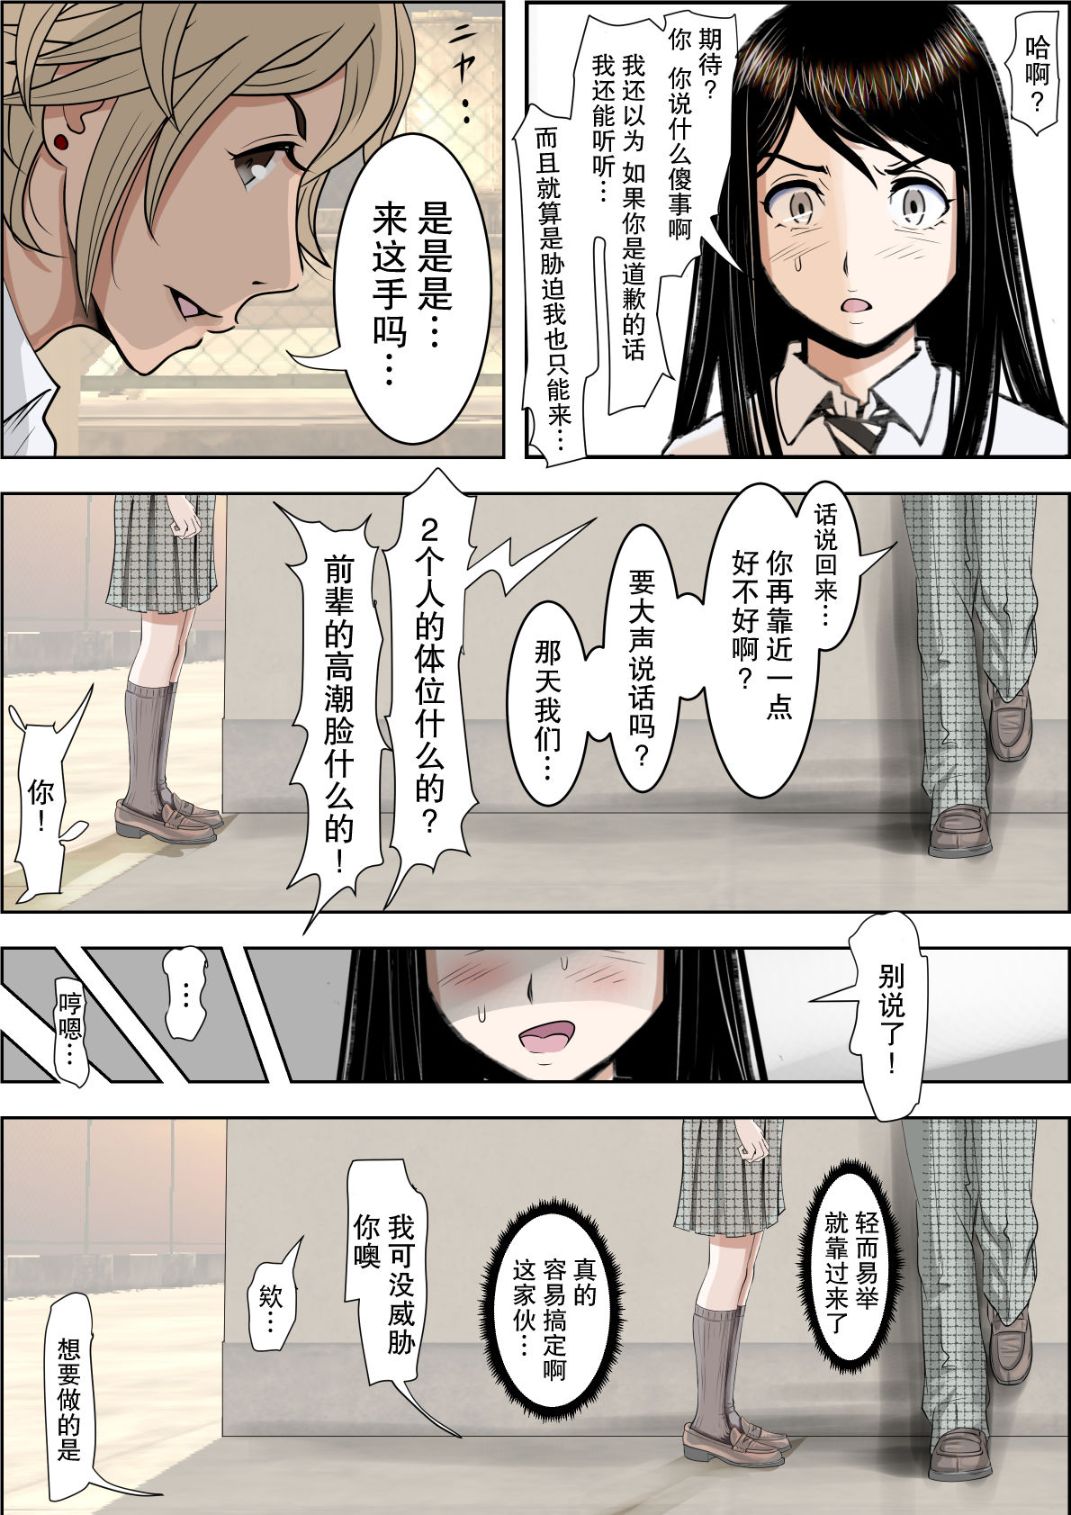 哈啊？
期待？
你 你说什么傻事啊
我还以为 如果你是道歉的话
我还能听听…
而且就算是胁迫我也只能来…
ニヤ…
是是是…
来这手吗…
话说回来…
你再靠近一点
好不好啊？
要大声说话吗？
那天我们…
2个人的体位什么的？
前辈的高潮脸什么的！
你！
别说了！
…
哼嗯…
轻而易举
就靠过来了
真的
容易搞定啊
这家伙…
我可没威胁
你噢
欸…
想要做的是